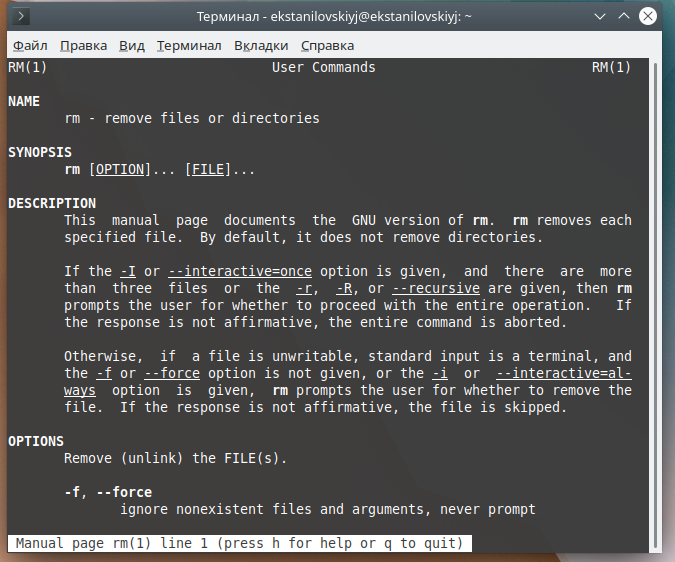 Терминал - ekstanilovskiyj@ekstanilovskiyj: ~
Файл Правка Вид Терминал Вкладки Справка
RM(1) User Commands RM(1)
NAME
rm - remove files or directories
SYNOPSIS
rm [OPTION]... [FILE]...
DESCRIPTION
This manual page documents the GNU version of rm. rm removes each
specified file. By default, it does not remove directories.
If the -I or --interactive=once option is given, and there are more
than three files or the -r, -R, or --recursive are given, then rm
prompts the user for whether to proceed with the entire operation. If
the response is not affirmative, the entire command is aborted.
Otherwise, if a file is unwritable, standard input is a terminal, and
the -f or --force option is not given, or the -i or --interactive=al-
ways option is given, rm prompts the user for whether to remove the
file. If the response is not affirmative, the file is skipped.
OPTIONS
Remove (unlink) the FILE(s).
-f, --force
ignore nonexistent files and arguments, never prompt
Manual page rm(1) line 1 (press h for help or q to quit)